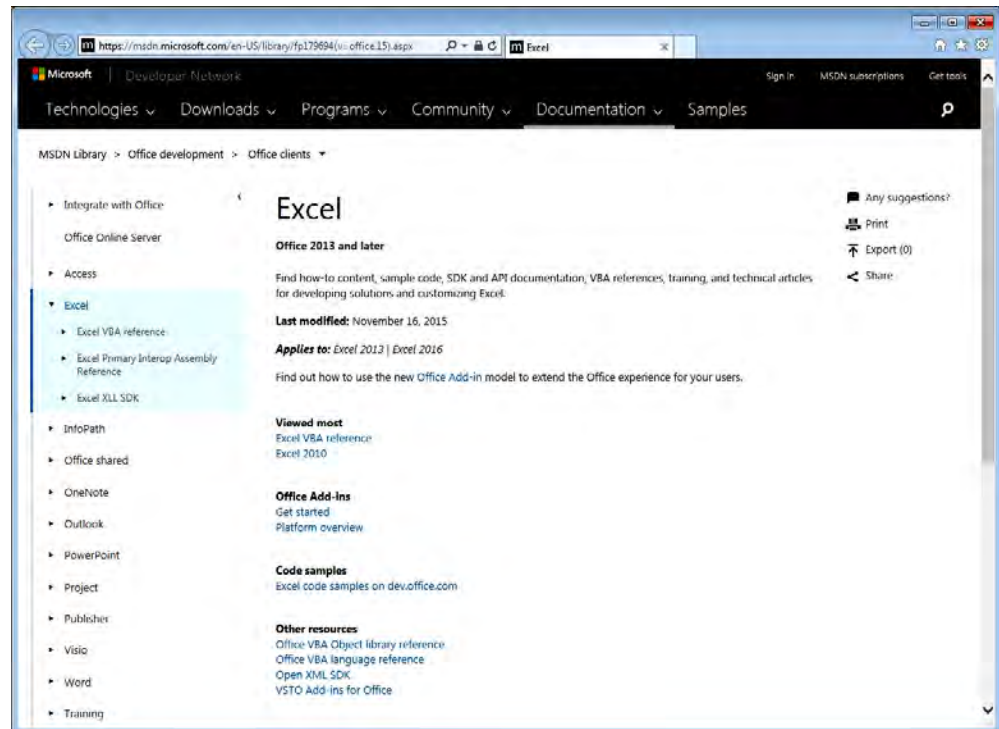 https://msdn.microsoft.com/en-US/library/fp179694(v=office.15).aspx
Excel
Microsoft
Developer Network
Sign in
MSDN subscriptions
Get tools
Technologies
Downloads
Programs
Community
Documentation
Samples
MSDN Library > Office development > Office clients
Integrate with Office
Office Online Server
Access
Excel
Excel VBA reference
Excel Primary Interop Assembly
Reference
Excel XLL SDK
InfoPath
Office shared
OneNote
Outlook
PowerPoint
Project
Publisher
Visio
Word
Training
Excel
Office 2013 and later
Find how-to content, sample code, SDK and API documentation, VBA references, training, and technical articles
for developing solutions and customizing Excel.
Last modified: November 16, 2015
Applies to: Excel 2013 | Excel 2016
Find out how to use the new Office Add-in model to extend the Office experience for your users.
Viewed most
Excel VBA reference
Excel 2010
Office Add-ins
Get started
Platform overview
Code samples
Excel code samples on dev.office.com
Other resources
Office VBA Object library reference
Office VBA language reference
Open XML SDK
VSTO Add-ins for Office
Any suggestions?
Print
Export (0)
Share